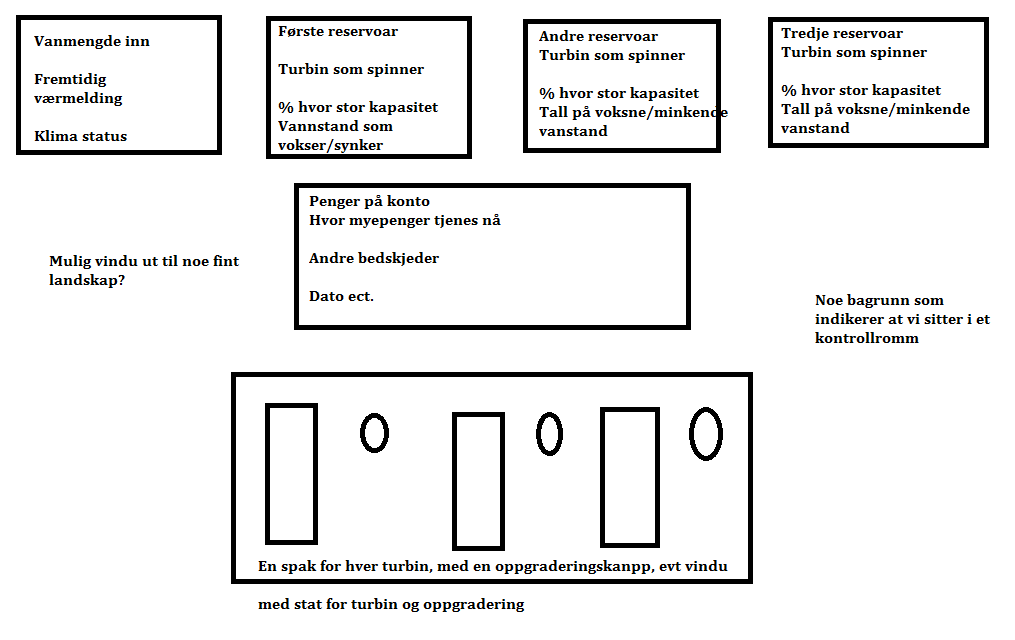 Vanmengde inn
Fremtidig
værmelding
Klima status
Første reservoar
Turbin som spinner
% hvor stor kapasitet
Vannstand som
vokser/synker
Andre reservoar
Turbin som spinner
% hvor stor kapasitet
Tall på voksne/minkende
vanstand
Tredje reservoar
Turbin som spinner
% hvor stor kapasitet
Tall på voksne/minkende
vanstand
Penger på konto
Hvor myepenger tjenes nå
Andre bedskjeder
Dato ect.
Mulig vindu ut til noe fint
landskap?
Noe bagrunn som
indikerer at vi sitter i et
kontrollromm
En spak for hver turbin, med en oppgraderingskanpp, evt vindu
med stat for turbin og oppgradering